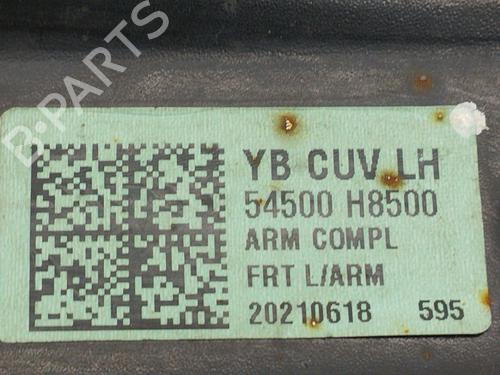 B-PARTS
YB CUV LH
54500 H8500
ARM COMPL
FRT L/ARM
20210618 595